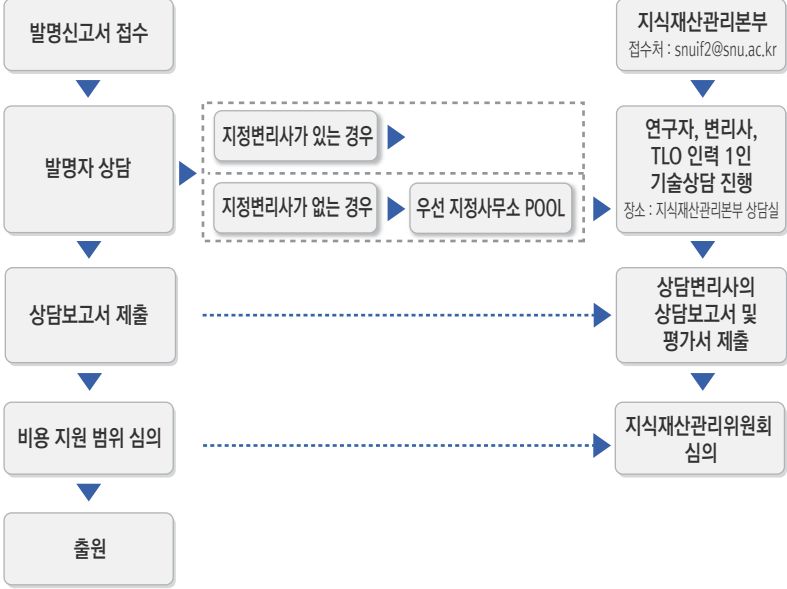 발명신고서 접수
지식재산관리본부
접수처 : snuif2@snu.ac.kr
발명자 상담
지정변리사가 있는 경우
지정변리사가 없는 경우
우선 지정사무소 POOL
연구자, 변리사,
TLO 인력 1인
기술상담 진행
장소 : 지식재산관리본부 상담실
상담보고서 제출
상담변리사의
상담보고서 및
평가서 제출
비용 지원 범위 심의
지식재산관리위원회
심의
출원